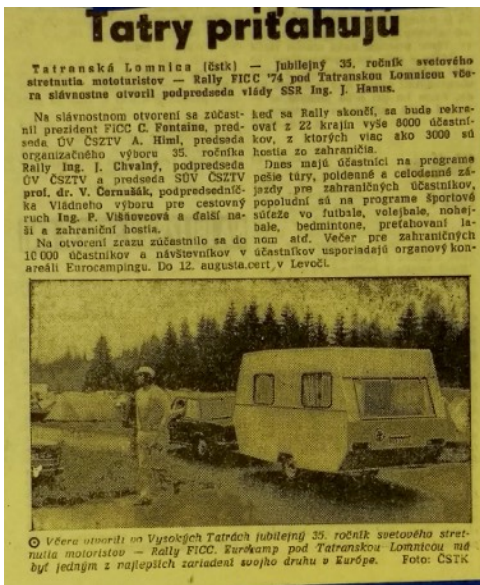 Tatry priťahujú
Tatranská Lomnica (čstk) — Jubilejný 35. ročník svetového
stretnutia mototuristov — Rally FICC '74 pod Tatranskou Lomnicou vče-
ra slávnostne otvoril podpredseda vlády SSR Ing. J. Hanus.
Na slávnostnom otvorení sa zúčast-
nil prezident FICC C. Fontaine, pred-
seda ÚV ČSZTV A. Himl, predseda
organizačného výboru 35. ročníka
Rally Ing. J. Chvalný, podpredseda
ÚV ČSZTV a predseda SÚV ČSZTV
prof. dr. V. Černušák, podpredsedníč-
ka Vládneho výboru pre cestovný
ruch Ing. P. Višňovcová a ďalší na-
ši a zahraniční hostia.
Na otvorení zrazu zúčastnilo sa do
10 000 účastníkov a návštevníkov v
areáli Eurocampingu. Do 12. augusta,
keď sa Rally skončí, sa bude rekre-
ovať z 22 krajín vyše 8000 účastní-
kov, z ktorých viac ako 3000 sú
hostia zo zahraničia.
Dnes majú účastníci na programe
pešie túry, poldenné a celodenné zá-
jazdy pre zahraničných účastníkov,
popoludní sú na programe športové
súťaže vo futbale, volejbale, nohej-
bale, bedmintone, preťahovaní la-
nom atď. Večer pre zahraničných
účastníkov usporiadajú organový kon-
cert v Levoči.
Včera otvorili vo Vysokých Tatrách jubilejný 35. ročník svetového stret-
nutia motoristov — Rally FICC. Eurokamp pod Tatranskou Lomnicou má
byť jedným z najlepších zariadení svojho druhu v Európe. Foto: ČSTK